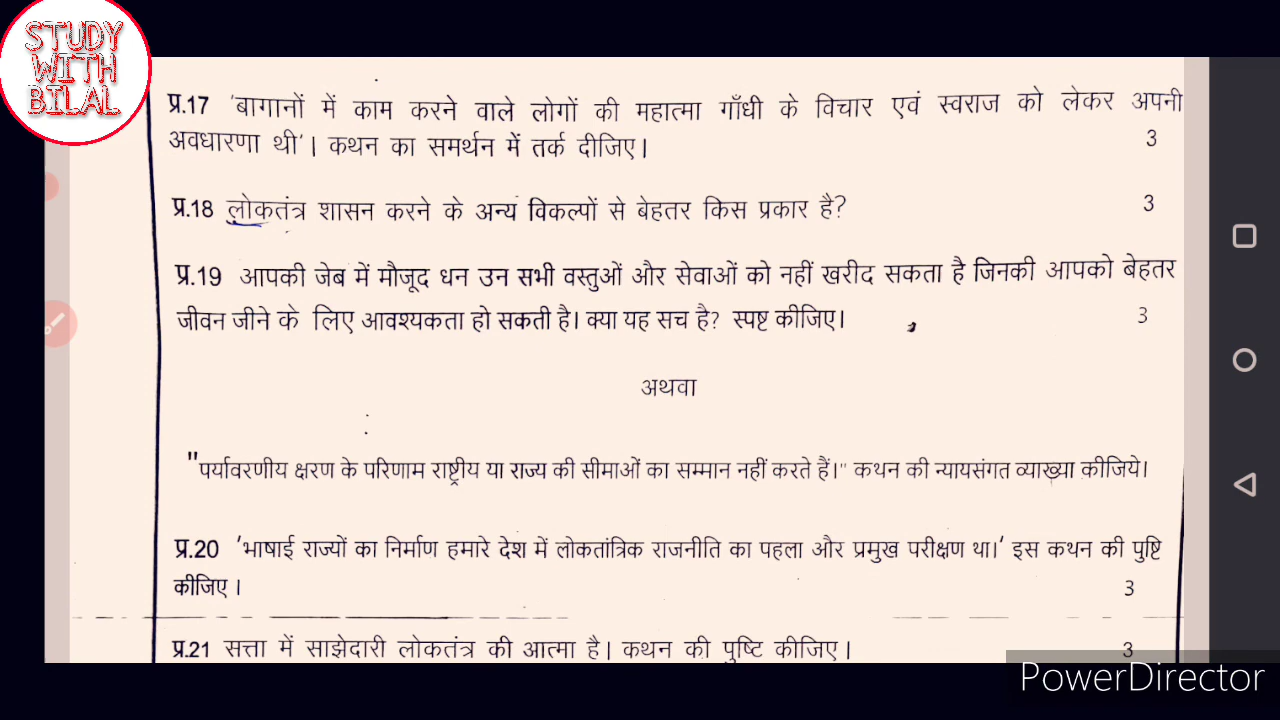 STUDY
WITH
BILAL
प्र.17 'बागानों में काम करने वाले लोगों की महात्मा गाँधी के विचार एवं स्वराज को लेकर अपनी
अवधारणा थी'। कथन का समर्थन में तर्क दीजिए। 3
प्र.18 लोकतंत्र शासन करने के अन्य विकल्पों से बेहतर किस प्रकार है? 3
प्र.19 आपकी जेब में मौजूद धन उन सभी वस्तुओं और सेवाओं को नहीं खरीद सकता है जिनकी आपको बेहतर
जीवन जीने के लिए आवश्यकता हो सकती है। क्या यह सच है? स्पष्ट कीजिए। 3
अथवा
"पर्यावरणीय क्षरण के परिणाम राष्ट्रीय या राज्य की सीमाओं का सम्मान नहीं करते हैं।" कथन की न्यायसंगत व्याख्या कीजिये।
प्र.20 'भाषाई राज्यों का निर्माण हमारे देश में लोकतांत्रिक राजनीति का पहला और प्रमुख परीक्षण था।' इस कथन की पुष्टि
कीजिए। 3
प्र.21 सत्ता में साझेदारी लोकतंत्र की आत्मा है। कथन की पुष्टि कीजिए। 3
PowerDirector